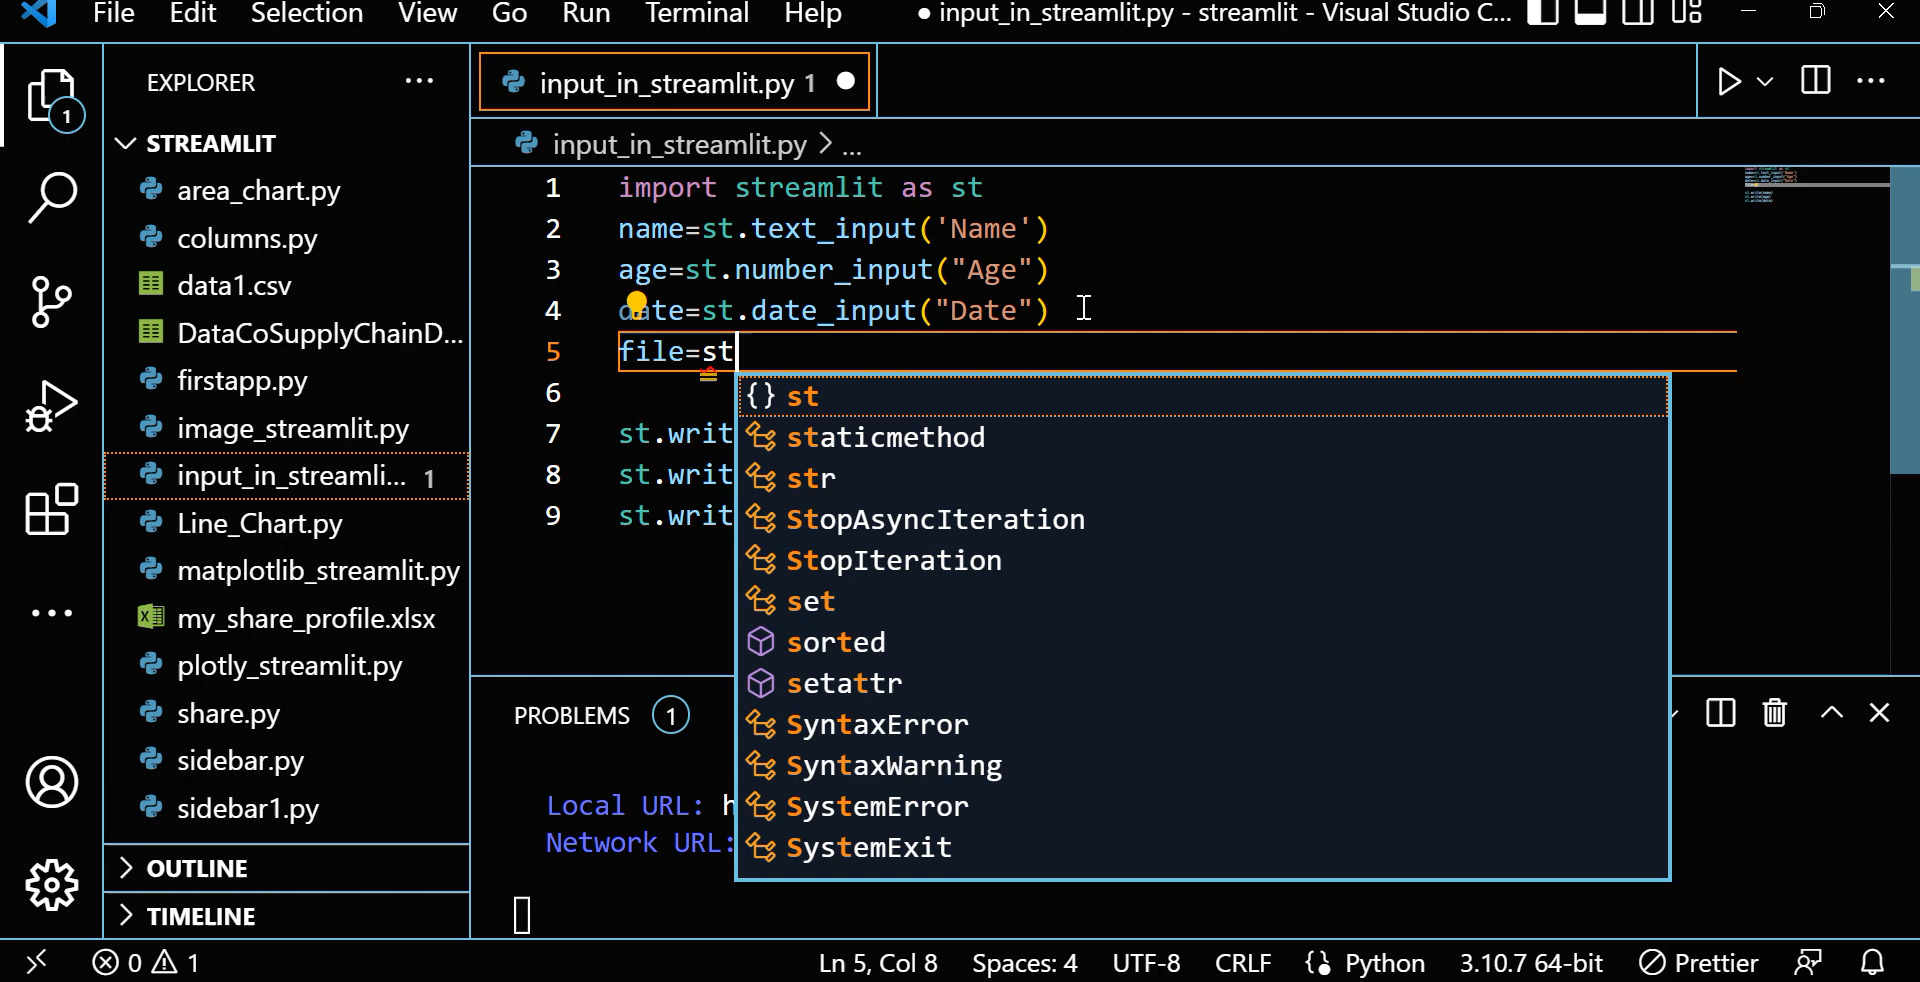 File Edit Selection View Go Run Terminal Help ● input_in_streamlit.py - streamlit - Visual Studio C...
EXPLORER ...
1
STREAMLIT
area_chart.py
columns.py
data1.csv
DataCoSupplyChainD...
firstapp.py
image_streamlit.py
input_in_streamli... 1
Line_Chart.py
matplotlib_streamlit.py
my_share_profile.xlsx
plotly_streamlit.py
share.py
sidebar.py
sidebar1.py
OUTLINE
TIMELINE
input_in_streamlit.py 1 ●
input_in_streamlit.py > ...
1 import streamlit as st
2 name=st.text_input('Name')
3 age=st.number_input("Age")
4 date=st.date_input("Date")
5 file=st
6
7 st.writ
8 st.writ
9 st.writ
{} st
staticmethod
str
StopAsyncIteration
StopIteration
set
sorted
setattr
SyntaxError
SyntaxWarning
SystemError
SystemExit
PROBLEMS 1
Local URL: h
Network URL:
0 1 Ln 5, Col 8 Spaces: 4 UTF-8 CRLF Python 3.10.7 64-bit Prettier